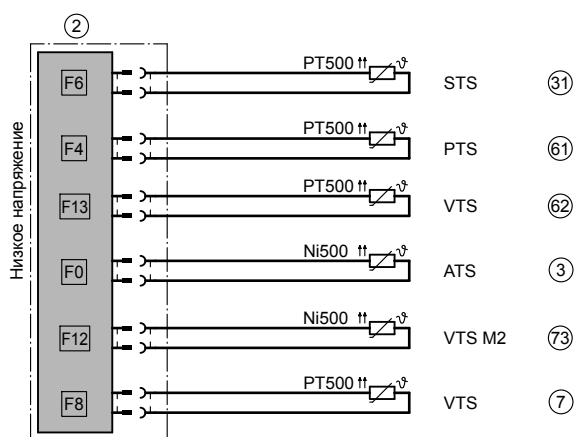 2
Низкое напряжение
F6 PT500 ϑ STS 31
F4 PT500 ϑ PTS 61
F13 PT500 ϑ VTS 62
F0 Ni500 ϑ ATS 3
F12 Ni500 ϑ VTS M2 73
F8 PT500 ϑ VTS 7